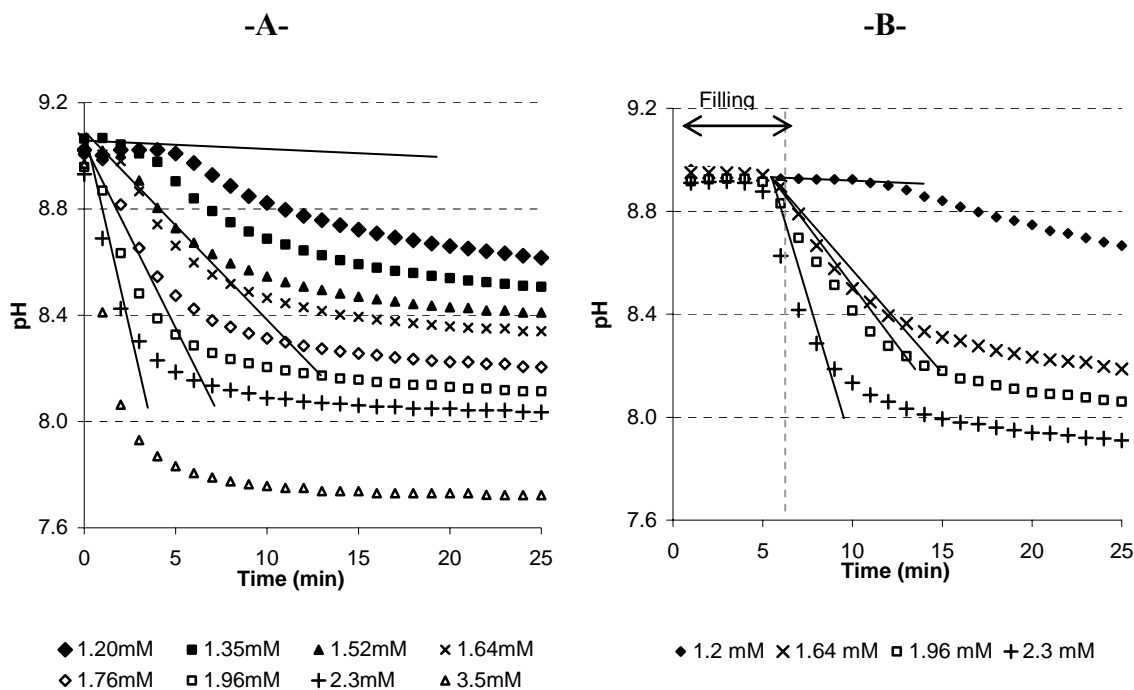 -A-
-B-
9.2
8.8
8.4
8.0
7.6
pH
0 5 10 15 20 25
Time (min)
1.20mM 1.35mM 1.52mM 1.64mM
1.76mM 1.96mM 2.3mM 3.5mM
Filling
9.2
8.8
8.4
8.0
7.6
pH
0 5 10 15 20 25
Time (min)
1.2 mM 1.64 mM 1.96 mM 2.3 mM